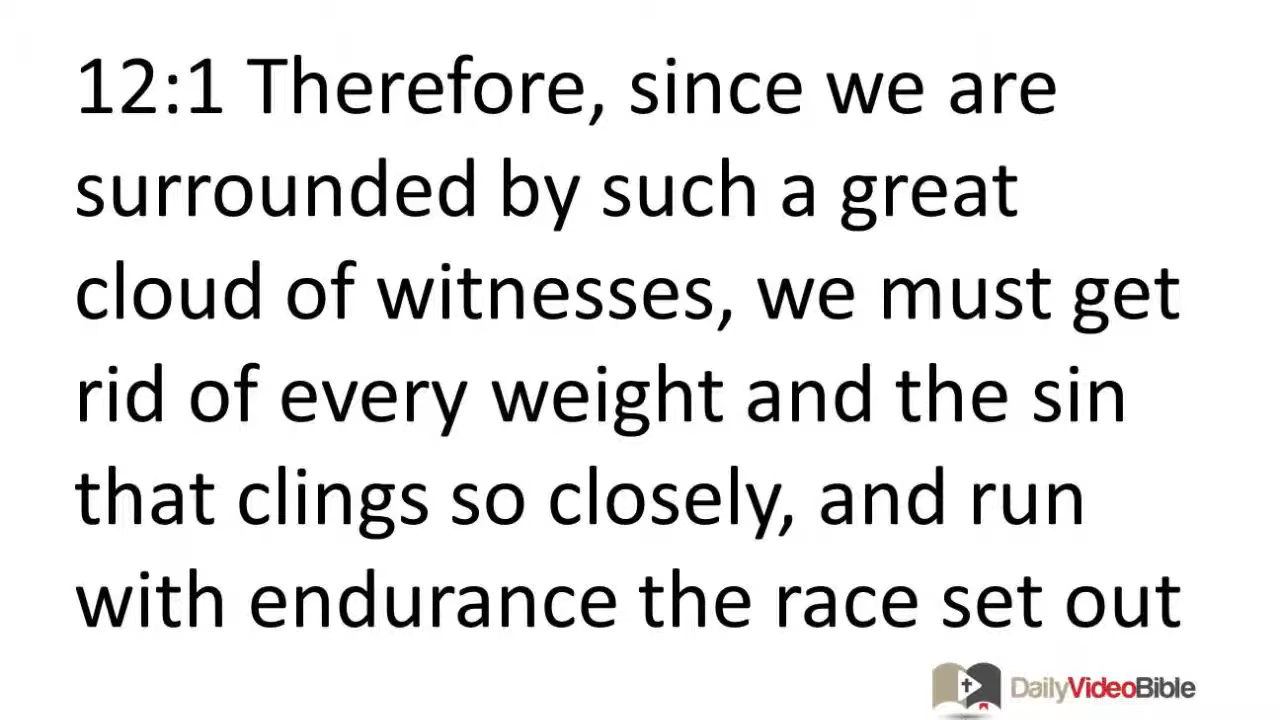 12:1 Therefore, since we are
surrounded by such a great
cloud of witnesses, we must get
rid of every weight and the sin
that clings so closely, and run
with endurance the race set out
DailyVideoBible